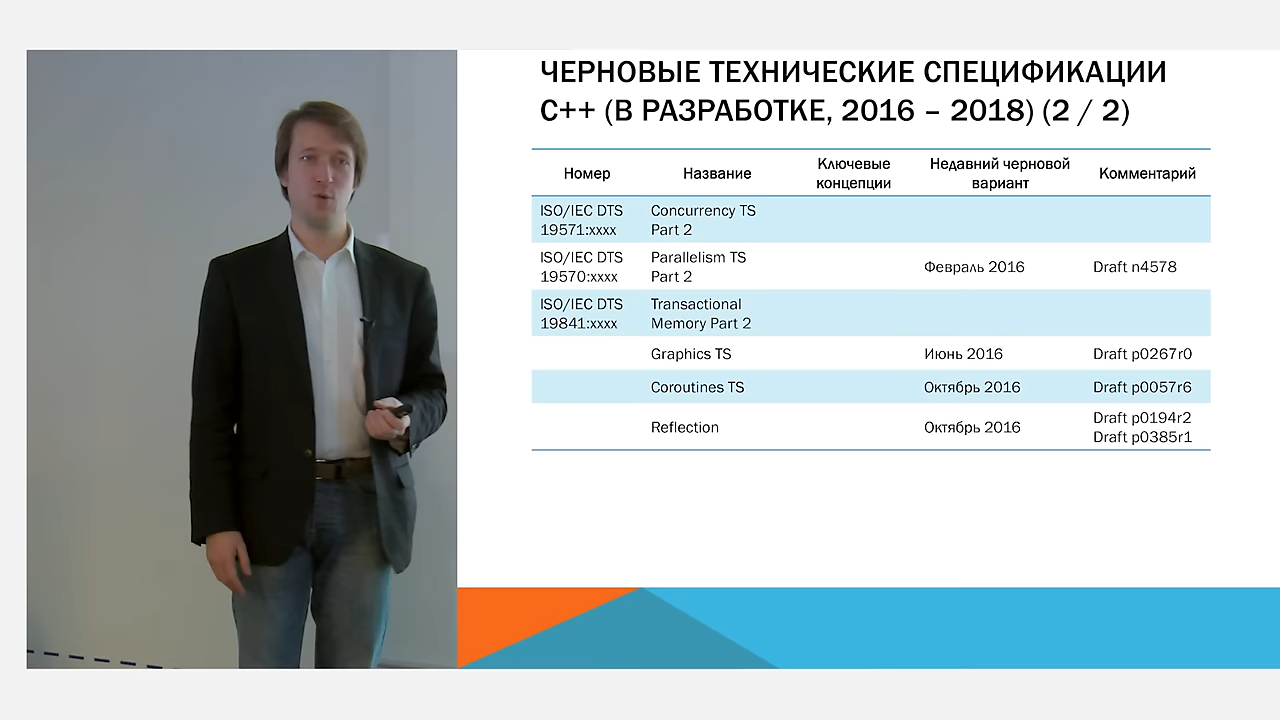 ЧЕРНОВЫЕ ТЕХНИЧЕСКИЕ СПЕЦИФИКАЦИИ
C++ (В РАЗРАБОТКЕ, 2016 – 2018) (2 / 2)
Номер Название Ключевые концепции Недавний черновой вариант Комментарий
ISO/IEC DTS 19571:xxxx Concurrency TS Part 2
ISO/IEC DTS 19570:xxxx Parallelism TS Part 2 Февраль 2016 Draft n4578
ISO/IEC DTS 19841:xxxx Transactional Memory Part 2
Graphics TS Июнь 2016 Draft p0267r0
Coroutines TS Октябрь 2016 Draft p0057r6
Reflection Октябрь 2016 Draft p0194r2 Draft p0385r1